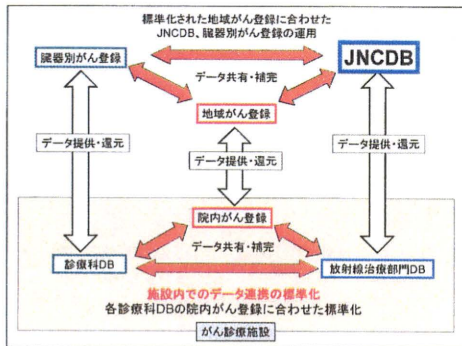 標準化された地域がん登録に合わせた
JNCDB、臓器別がん登録の運用
臓器別がん登録
JNCDB
データ共有・補完
地域がん登録
データ提供・還元
データ提供・還元
データ提供・還元
院内がん登録
データ共有・補完
診療科DB
放射線治療部門DB
施設内でのデータ連携の標準化
各診療科DBの院内がん登録に合わせた標準化
がん診療施設